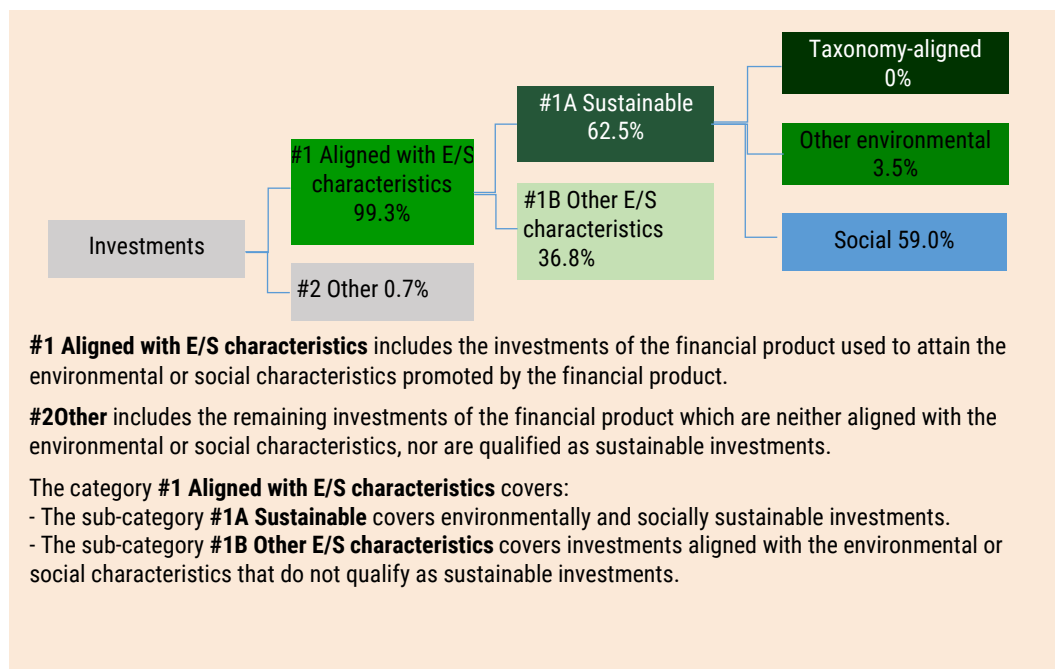 Investments
#1 Aligned with E/S
characteristics
99.3%
#2 Other 0.7%
#1A Sustainable
62.5%
#1B Other E/S
characteristics
36.8%
Taxonomy-aligned
0%
Other environmental
3.5%
Social 59.0%
#1 Aligned with E/S characteristics includes the investments of the financial product used to attain the
environmental or social characteristics promoted by the financial product.
#2Other includes the remaining investments of the financial product which are neither aligned with the
environmental or social characteristics, nor are qualified as sustainable investments.
The category #1 Aligned with E/S characteristics covers:
- The sub-category #1A Sustainable covers environmentally and socially sustainable investments.
- The sub-category #1B Other E/S characteristics covers investments aligned with the environmental or
social characteristics that do not qualify as sustainable investments.